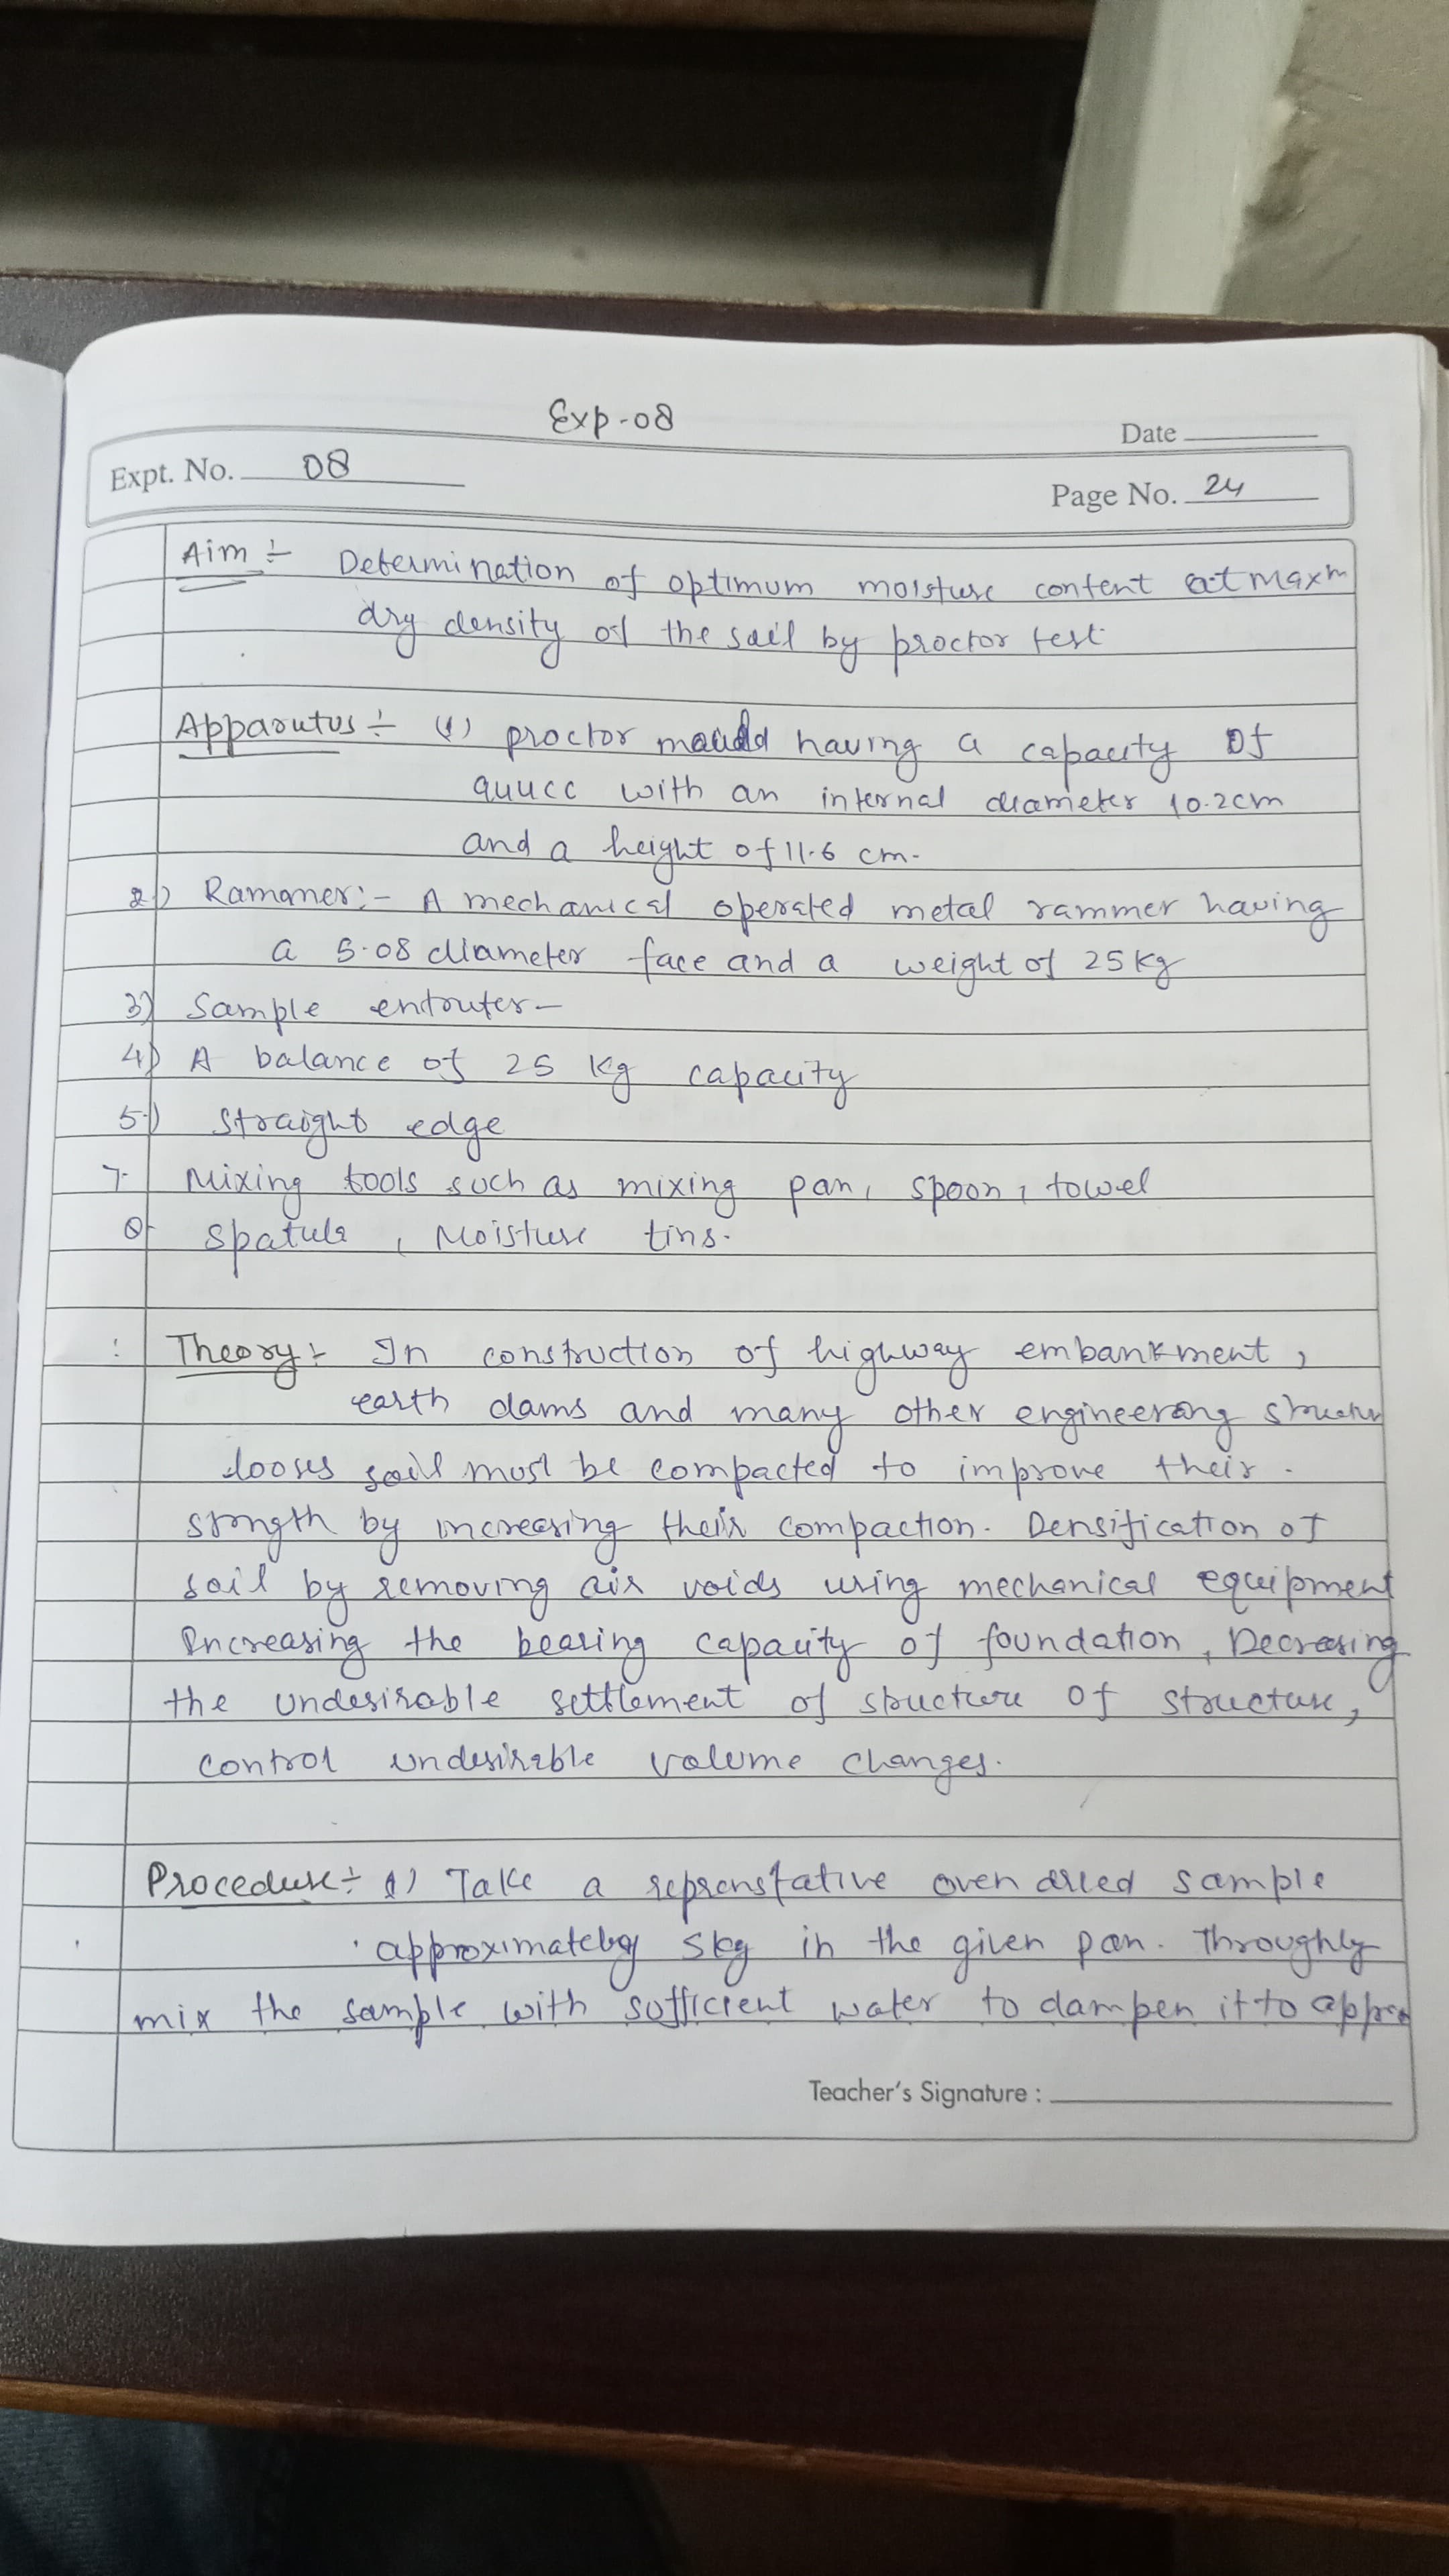 Exp-08
Date
Expt. No. 08
Page No. 24
Aim :- Determination of optimum moisture content at maxm
dry density of the soil by proctor test.
Apparutus :- (1) proctor mould having a capacity of
944cc with an internal diameter 10.2cm
and a height of 11.6 cm.
2) Rammer:- A mechanical operated metal rammer having
a 5.08 diameter face and a weight of 25 kg
3) Sample
4) A balance of 25 kg capacity
5) Straight edge
7. Mixing tools such as mixing pan, spoon, towel
8 spatula, Moisture tins.
Theory:- In construction of highway embankment,
earth dams and many other engineering
looses soil must be compacted to improve their.
strongth by increasing their compaction. Densification of
soil by removing air voids using mechanical equipment
Increasing the bearing capacity of foundation, Decreasing
the undesirable settlement of structure of structure,
control undesirable volume changes.
Procedure :- 1) Take a reprenstative oven dried sample
approximately 5kg in the given pan. Throughly
mix the sample with sufficient water to dampen it to appro
Teacher's Signature :